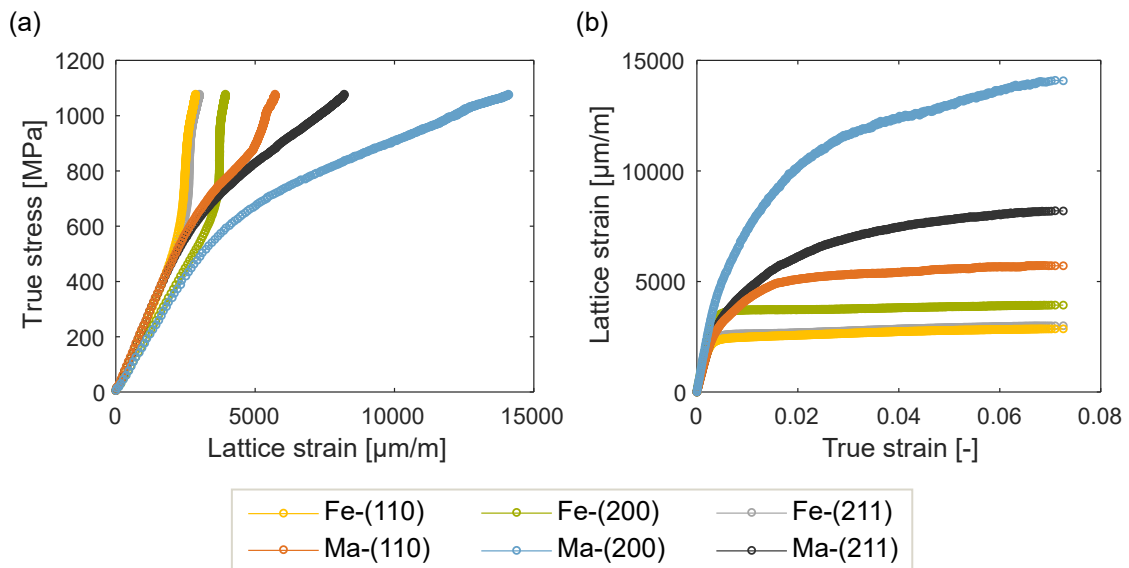 (a)
(b)
True stress [MPa]
1200
1000
800
600
400
200
0
0 5000 10000 15000
Lattice strain [µm/m]
Lattice strain [µm/m]
15000
10000
5000
0
0 0.02 0.04 0.06 0.08
True strain [-]
Fe-(110) Fe-(200) Fe-(211)
Ma-(110) Ma-(200) Ma-(211)